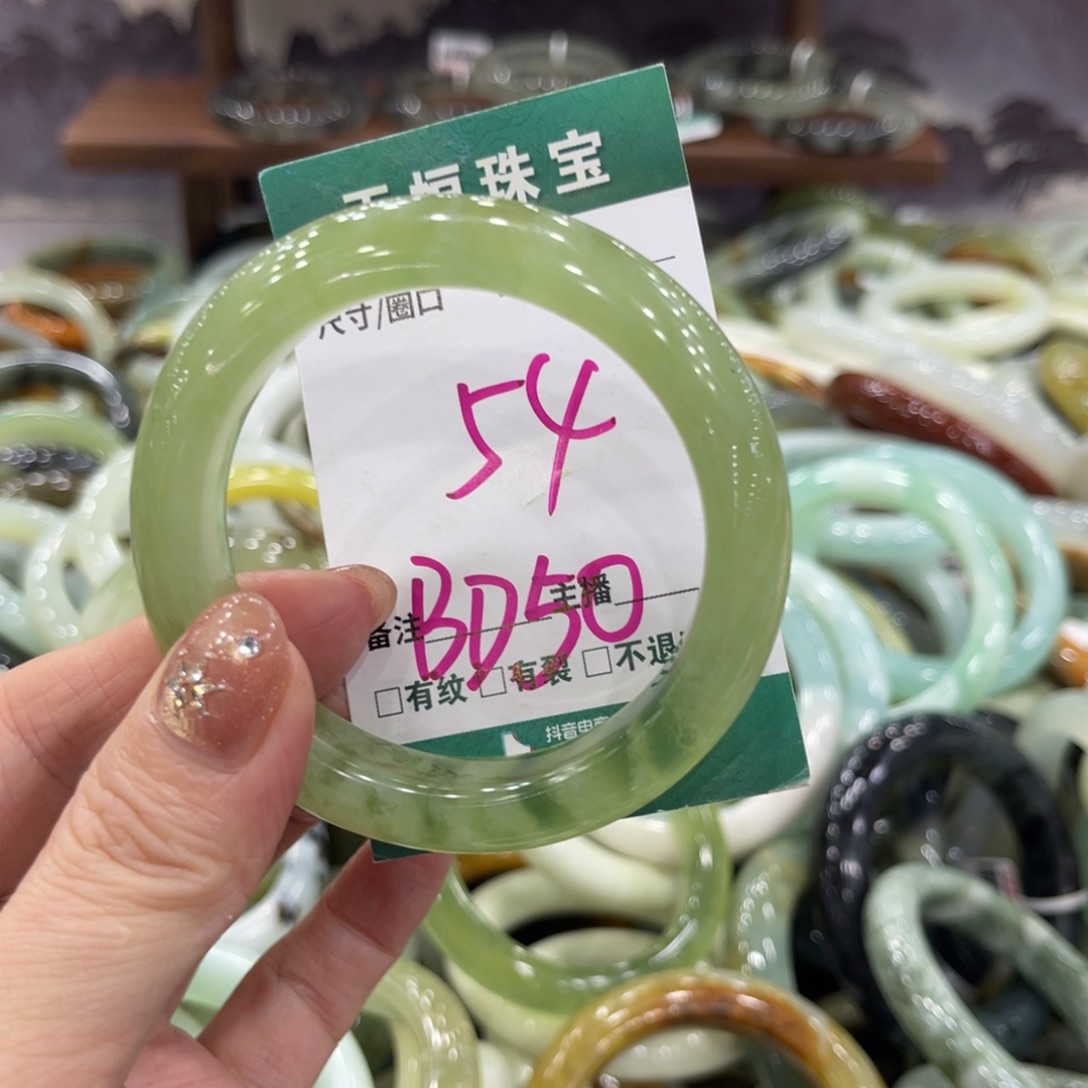 珠宝
尺寸/圈口
54
BD50
备注 主播
□有纹 □有裂 □不退
抖音电商